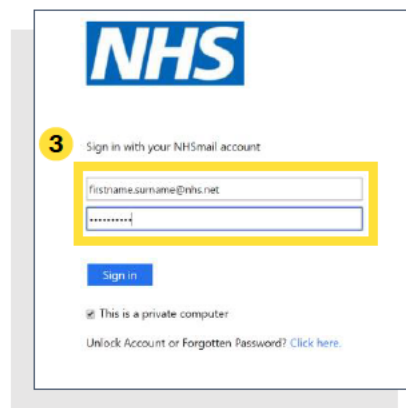 NHS
3
Sign in with your NHSmail account
firstname.surname@nhs.net
••••••••••
Sign in
This is a private computer
Unlock Account or Forgotten Password? Click here.